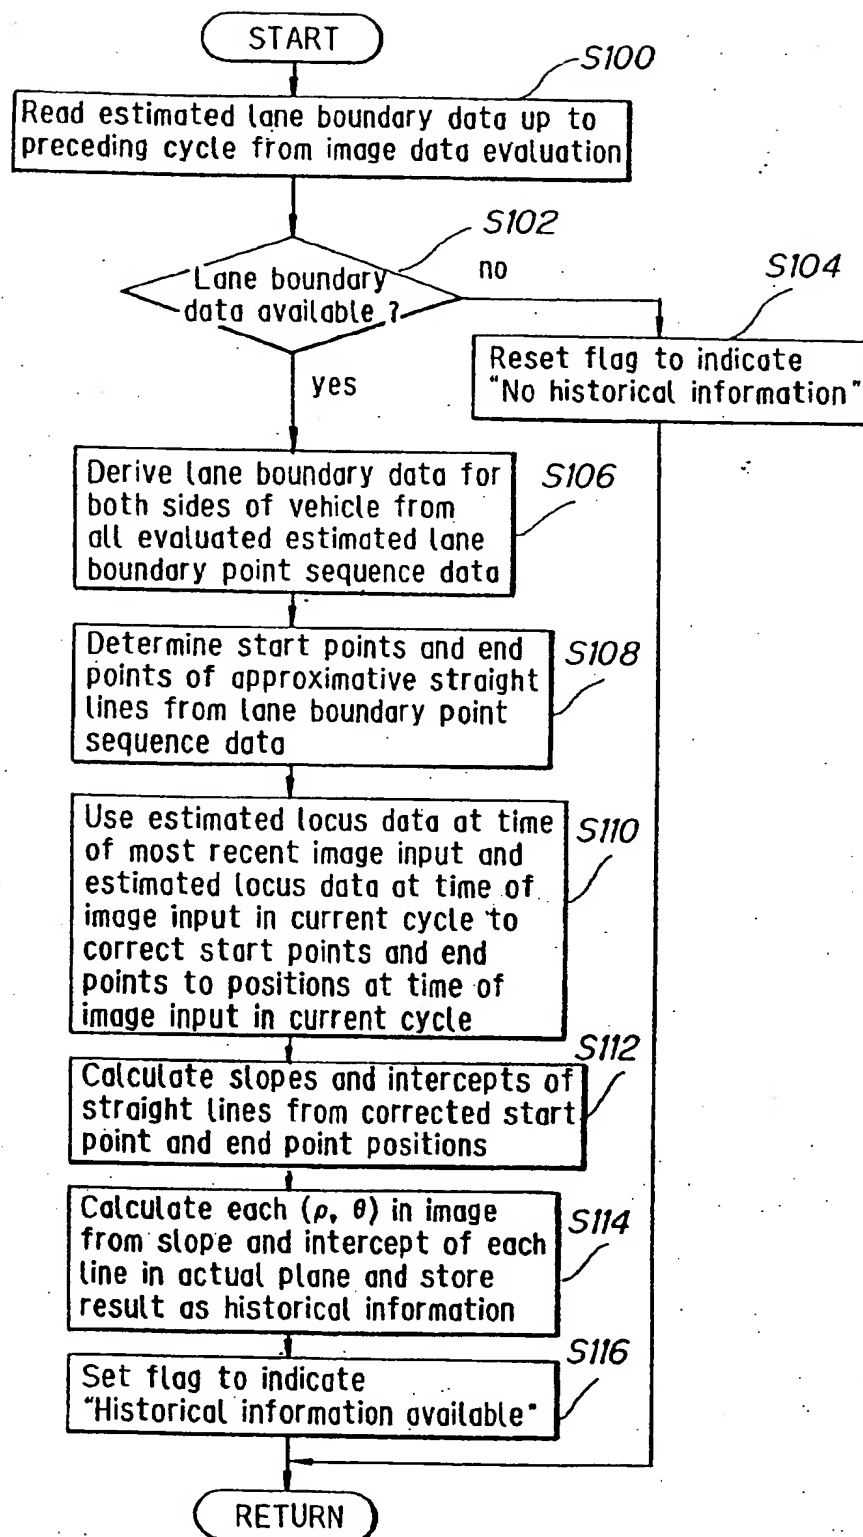 START
S100
Read estimated lane boundary data up to
preceding cycle from image data evaluation
S102
Lane boundary
data available ?
no
S104
Reset flag to indicate
"No historical information"
yes
Derive lane boundary data for
both sides of vehicle from
all evaluated estimated lane
boundary point sequence data
S106
Determine start points and end
points of approximative straight
lines from lane boundary point
sequence data
S108
Use estimated locus data at time
of most recent image input and
estimated locus data at time of
image input in current cycle to
correct start points and end
points to positions at time of
image input in current cycle
S110
S112
Calculate slopes and intercepts of
straight lines from corrected start
point and end point positions
Calculate each (ρ, θ) in image
from slope and intercept of each
line in actual plane and store
result as historical information
S114
S116
Set flag to indicate
"Historical information available"
RETURN